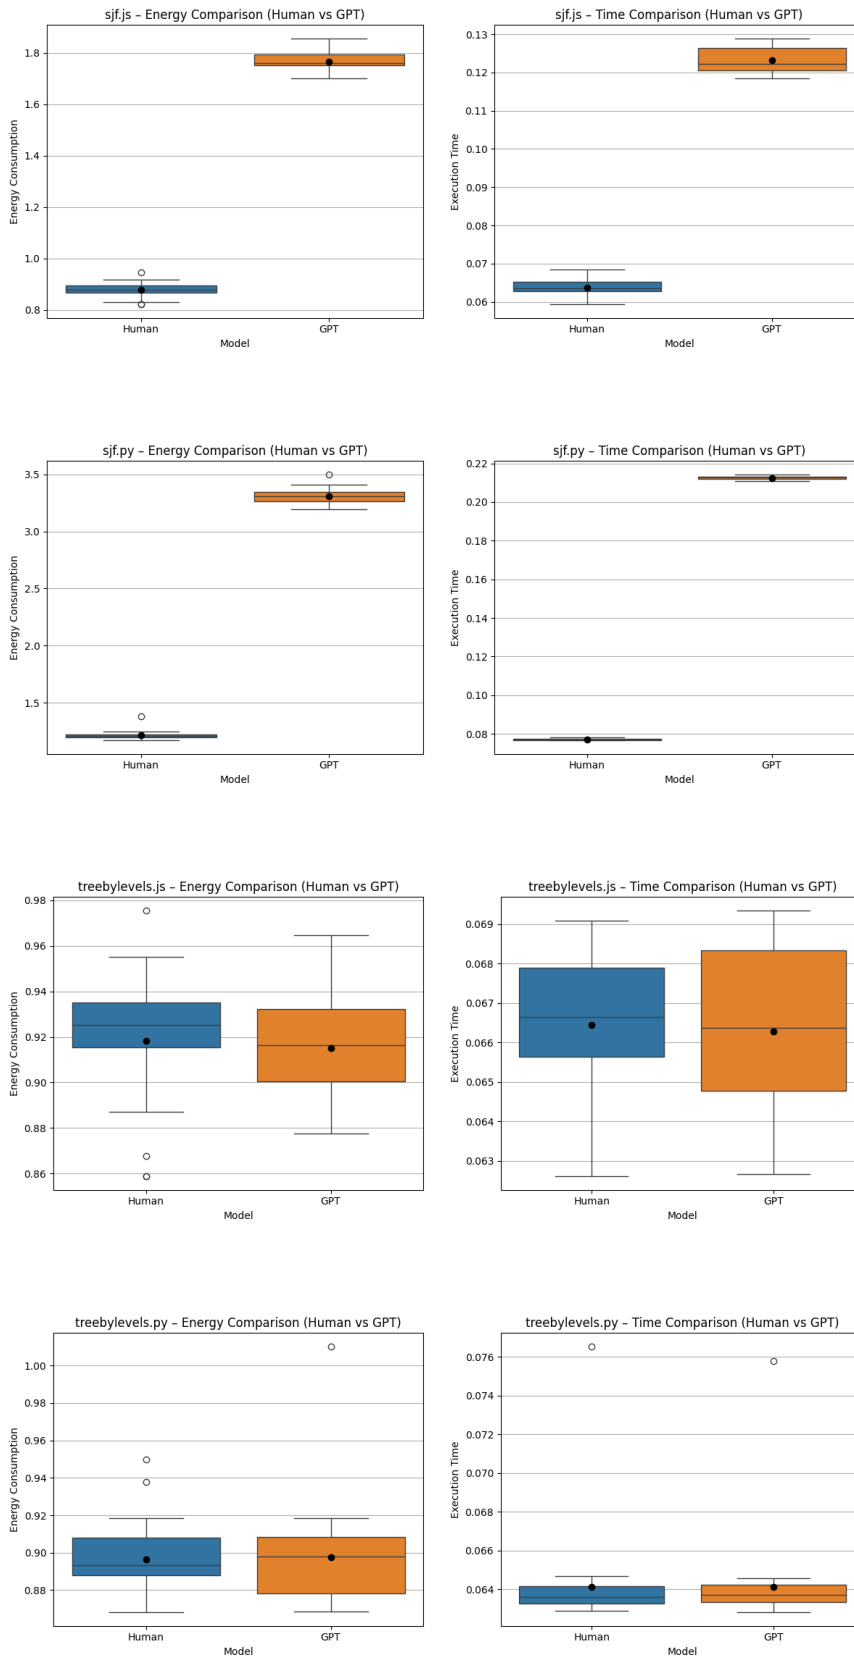 sjf.js – Energy Comparison (Human vs GPT)
1.8
1.6
1.4
1.2
1.0
0.8
Energy Consumption
Human
GPT
Model
sjf.js – Time Comparison (Human vs GPT)
0.13
0.12
0.11
0.10
0.09
0.08
0.07
0.06
Execution Time
Human
GPT
Model
sjf.py – Energy Comparison (Human vs GPT)
3.5
3.0
2.5
2.0
1.5
Energy Consumption
Human
GPT
Model
sjf.py – Time Comparison (Human vs GPT)
0.22
0.20
0.18
0.16
0.14
0.12
0.10
0.08
Execution Time
Human
GPT
Model
treebylevels.js – Energy Comparison (Human vs GPT)
0.98
0.96
0.94
0.92
0.90
0.88
0.86
Energy Consumption
Human
GPT
Model
treebylevels.js – Time Comparison (Human vs GPT)
0.069
0.068
0.067
0.066
0.065
0.064
0.063
Execution Time
Human
GPT
Model
treebylevels.py – Energy Comparison (Human vs GPT)
1.00
0.98
0.96
0.94
0.92
0.90
0.88
Energy Consumption
Human
GPT
Model
treebylevels.py – Time Comparison (Human vs GPT)
0.076
0.074
0.072
0.070
0.068
0.066
0.064
Execution Time
Human
GPT
Model